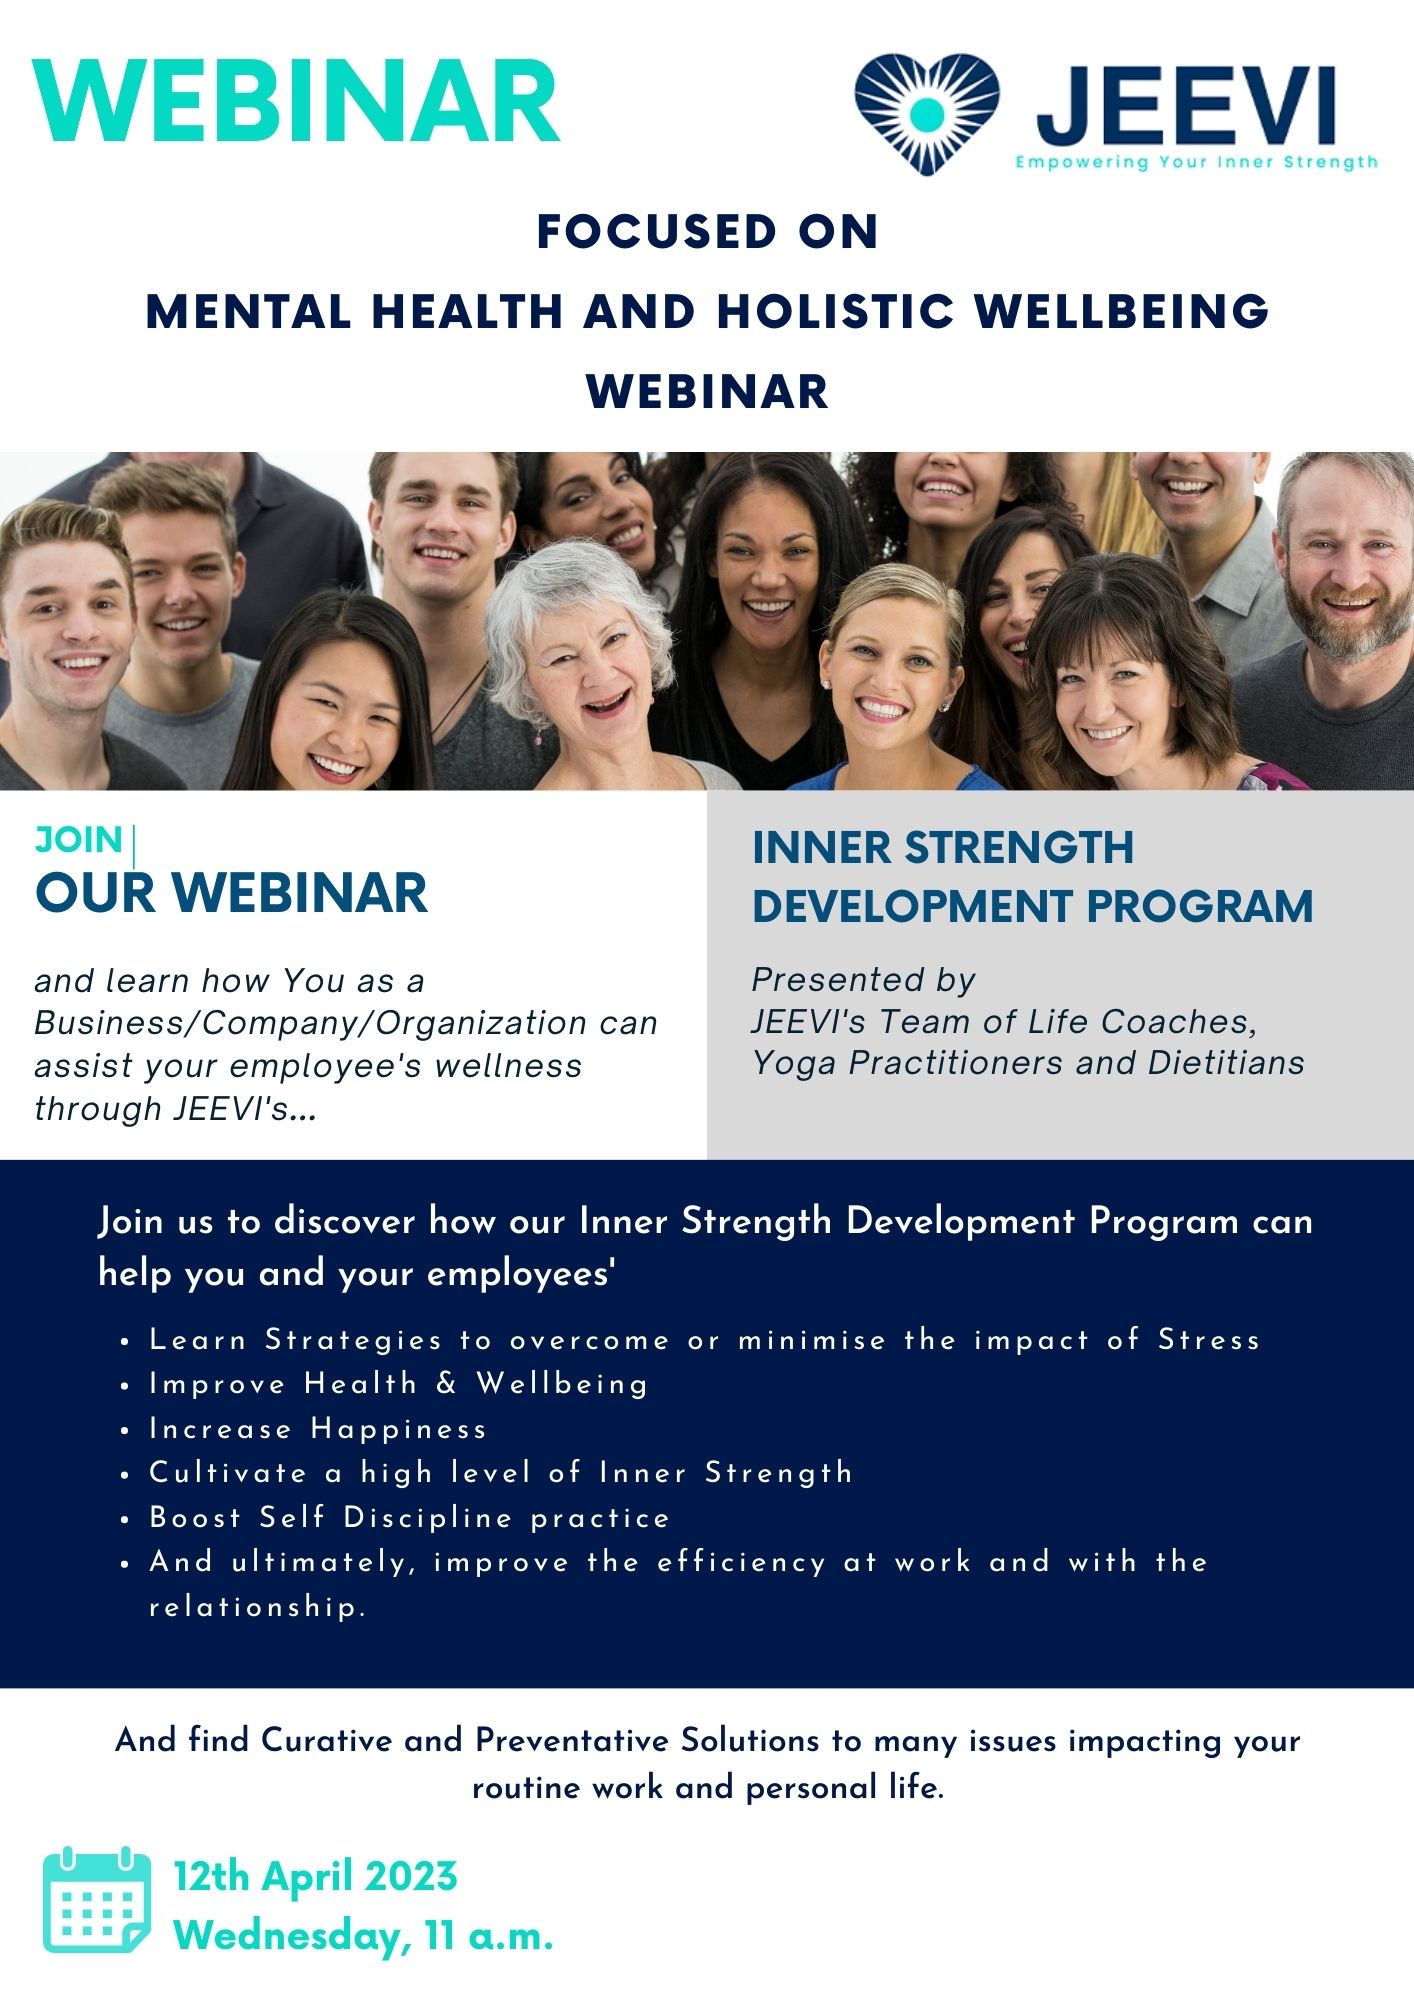 WEBINAR
JEEVI
Empowering Your Inner Strength
FOCUSED ON
MENTAL HEALTH AND HOLISTIC WELLBEING
WEBINAR
JOIN
OUR WEBINAR
and learn how You as a
Business/Company/Organization can
assist your employee's wellness
through JEEVI's...
INNER STRENGTH
DEVELOPMENT PROGRAM
Presented by
JEEVI's Team of Life Coaches,
Yoga Practitioners and Dietitians
Join us to discover how our Inner Strength Development Program can
help you and your employees'
• Learn Strategies to overcome or minimise the impact of Stress
• Improve Health & Wellbeing
• Increase Happiness
• Cultivate a high level of Inner Strength
• Boost Self Discipline practice
• And ultimately, improve the efficiency at work and with the
relationship.
And find Curative and Preventative Solutions to many issues impacting your
routine work and personal life.
12th April 2023
Wednesday, 11 a.m.